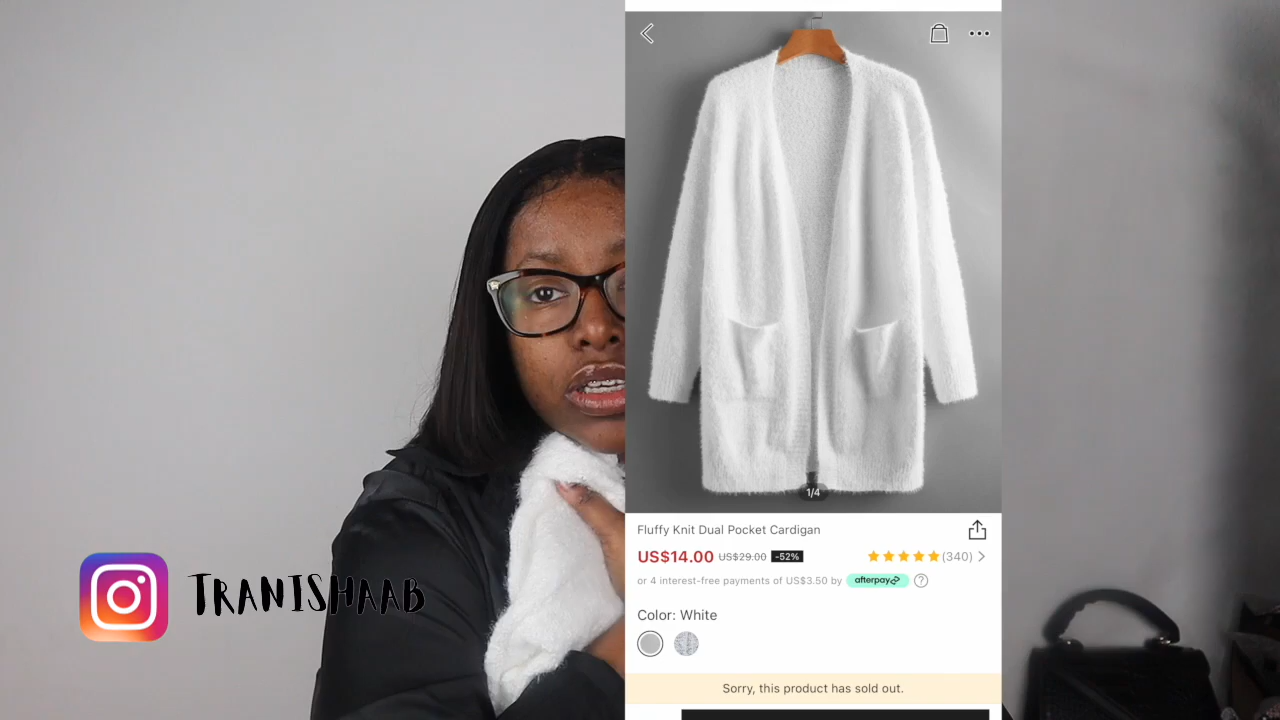 1/4
Fluffy Knit Dual Pocket Cardigan
US$14.00 US$29.00 -52% (340)
or 4 interest-free payments of US$3.50 by afterpay ?
Color: White
TRANISHAAB
Sorry, this product has sold out.